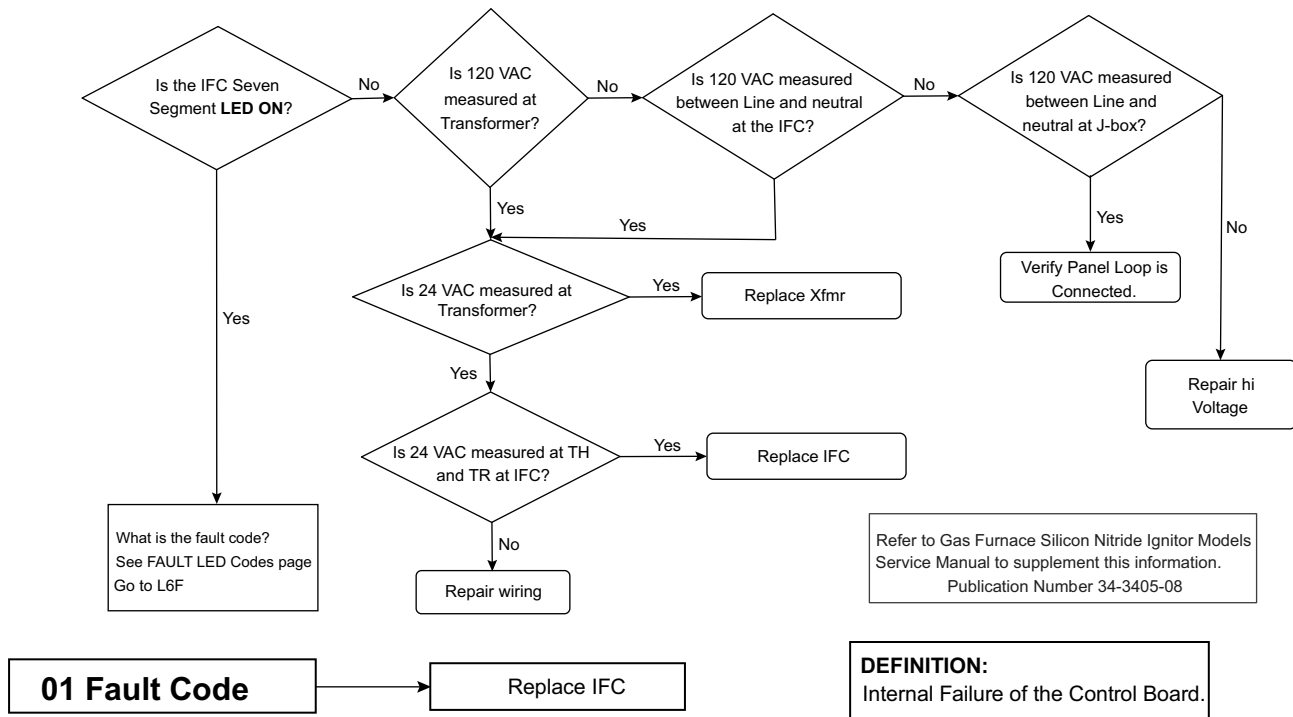 Is the IFC Seven
Segment LED ON?
No
Is 120 VAC
measured at
Transformer?
No
Is 120 VAC measured
between Line and neutral
at the IFC?
No
Is 120 VAC measured
between Line and
neutral at J-box?
Yes
Yes
Yes
No
Yes
Is 24 VAC measured at
Transformer?
Yes
Replace Xfmr
Verify Panel Loop is
Connected.
Yes
Is 24 VAC measured at TH
and TR at IFC?
Yes
Replace IFC
Repair hi
Voltage
No
Repair wiring
What is the fault code?
See FAULT LED Codes page
Go to L6F
Refer to Gas Furnace Silicon Nitride Ignitor Models
Service Manual to supplement this information.
Publication Number 34-3405-08
01 Fault Code
Replace IFC
DEFINITION:
Internal Failure of the Control Board.